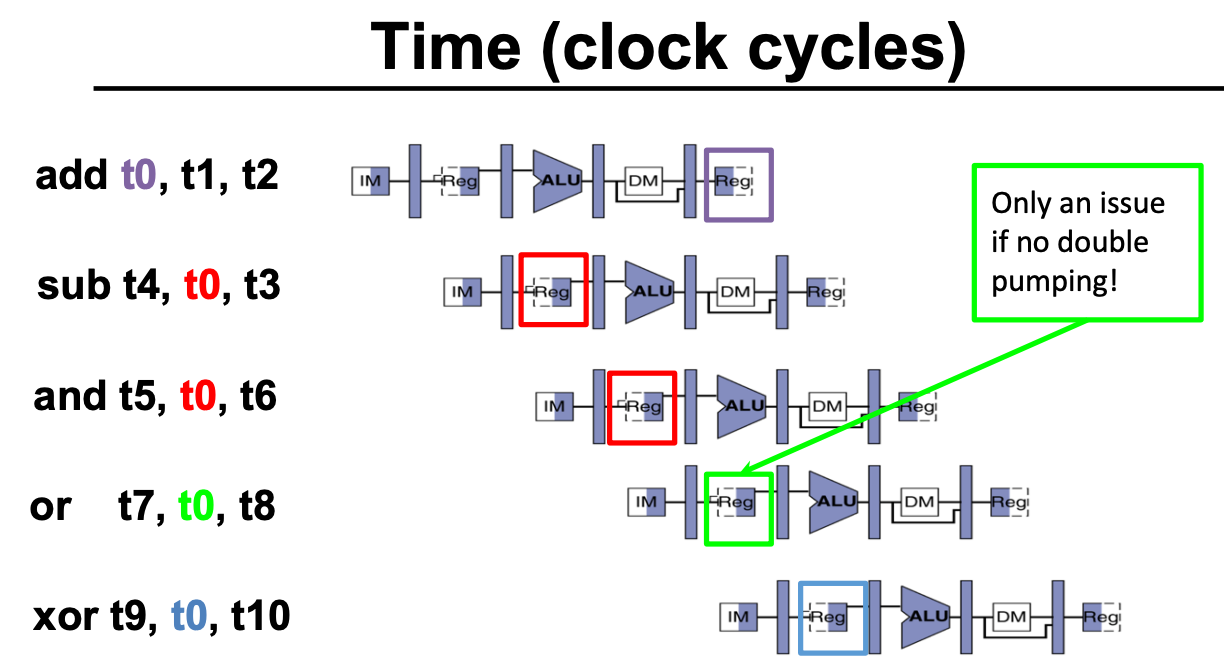 Time (clock cycles)
add t0, t1, t2
IM Reg ALU DM Reg
Only an issue
if no double
pumping!
sub t4, t0, t3
IM Reg ALU DM Reg
and t5, t0, t6
IM Reg ALU DM Reg
or t7, t0, t8
IM Reg ALU DM Reg
xor t9, t0, t10
IM Reg ALU DM Reg